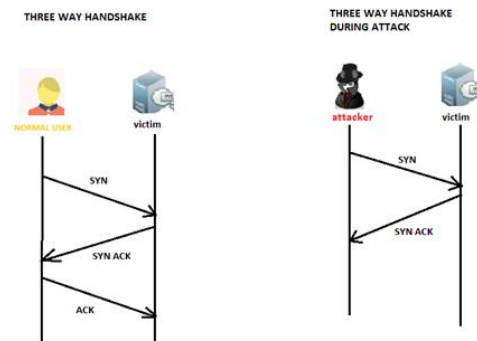 THREE WAY HANDSHAKE
NORMAL USER
victim
SYN
SYN ACK
ACK
THREE WAY HANDSHAKE
DURING ATTACK
attacker
victim
SYN
SYN ACK